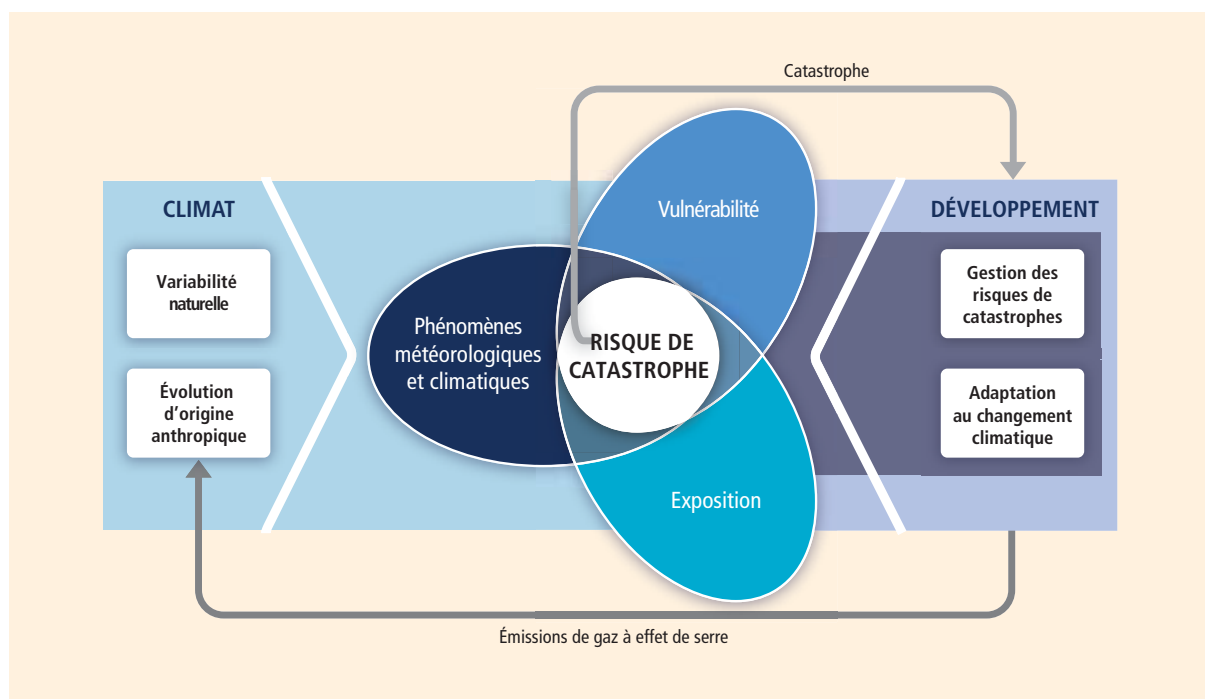 Catastrophe
CLIMAT
Variabilité
naturelle
Évolution
d'origine
anthropique
Phénomènes
météorologiques
et climatiques
Vulnérabilité
RISQUE DE
CATASTROPHE
Exposition
DÉVELOPPEMENT
Gestion des
risques de
catastrophes
Adaptation
au changement
climatique
Émissions de gaz à effet de serre